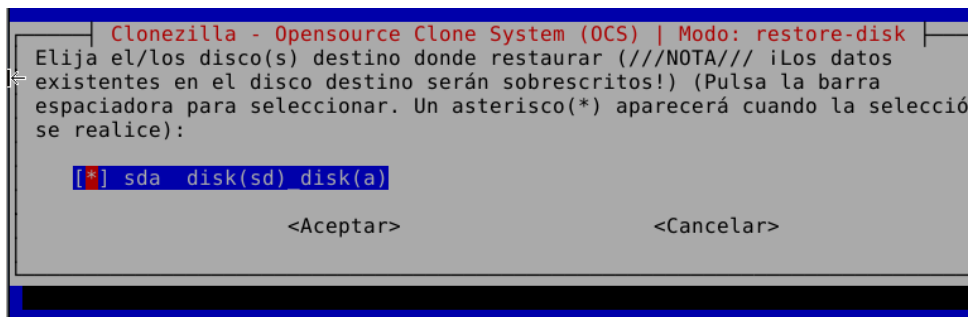 Clonezilla - Opensource Clone System (OCS) | Modo: restore-disk
Elija el/los disco(s) destino donde restaurar (///NOTA/// ¡Los datos
existentes en el disco destino serán sobrescritos!) (Pulsa la barra
espaciadora para seleccionar. Un asterisco(*) aparecerá cuando la selecció
se realice):
[*] sda disk(sd)_disk(a)
<Aceptar> <Cancelar>